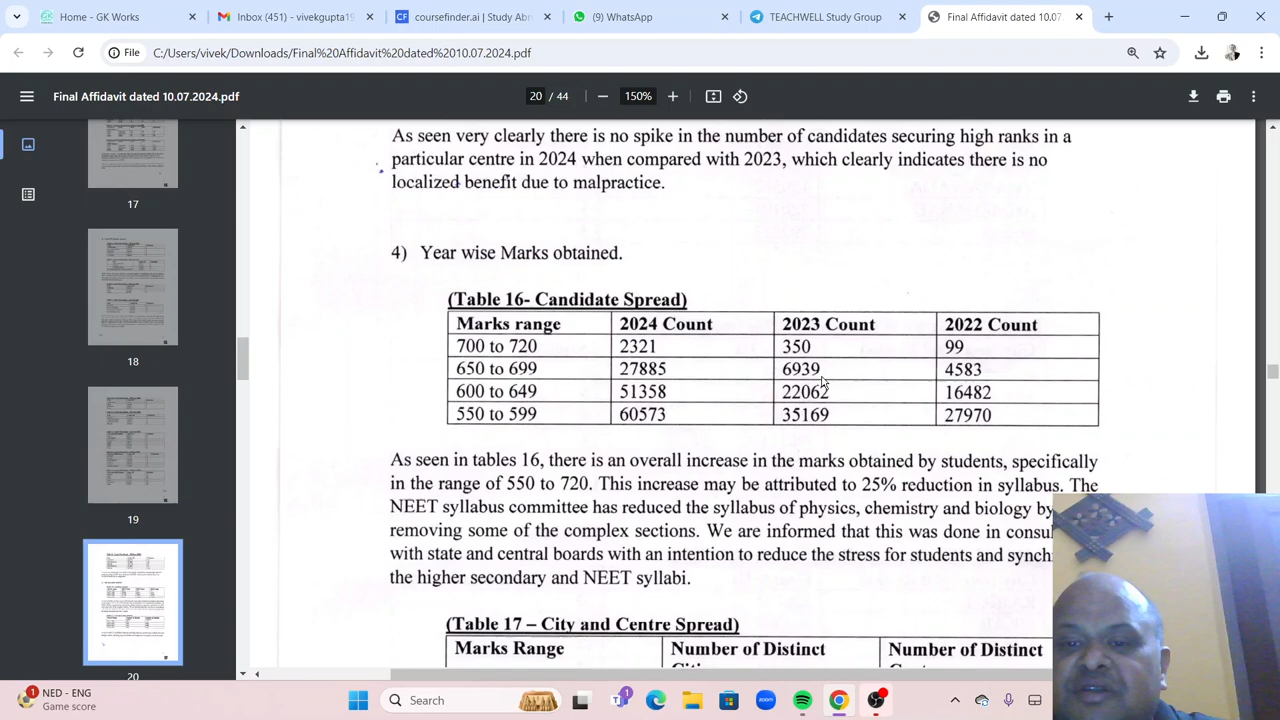 GK Home | GK Works
Inbox (451) - vivekgupta19
CF coursefinder.ai | Study Abr
(9) WhatsApp
TEACHWELL Study Group
Final Affidavit dated 10.07.
File C:/Users/vivek/Downloads/Final%20Affidavit%20dated%2010.07.2024.pdf
Final Affidavit dated 10.07.2024.pdf
20 / 44
150%
17
18
19
20
As seen very clearly there is no spike in the number of candidates securing high ranks in a
particular centre in 2024 when compared with 2023, which clearly indicates there is no
localized benefit due to malpractice.
4) Year wise Marks obtained.
(Table 16- Candidate Spread)
Marks range 2024 Count 2023 Count 2022 Count
700 to 720 2321 350 99
650 to 699 27885 6939 4583
600 to 649 51358 22062 16482
550 to 599 60573 35169 27970
As seen in tables 16, there is an overall increase in the marks obtained by students, specifically
in the range of 550 to 720. This increase may be attributed to 25% reduction in syllabus. The
NEET syllabus committee has reduced the syllabus of physics, chemistry and biology by
removing some of the complex sections. We are informed that this was done in consul
with state and central boards with an intention to reduce the stress for students and synch
the higher secondary and NEET syllabi.
(Table 17 – City and Centre Spread)
Marks Range Number of Distinct Number of Distinct
1
NED - ENG
Game score
Search
1